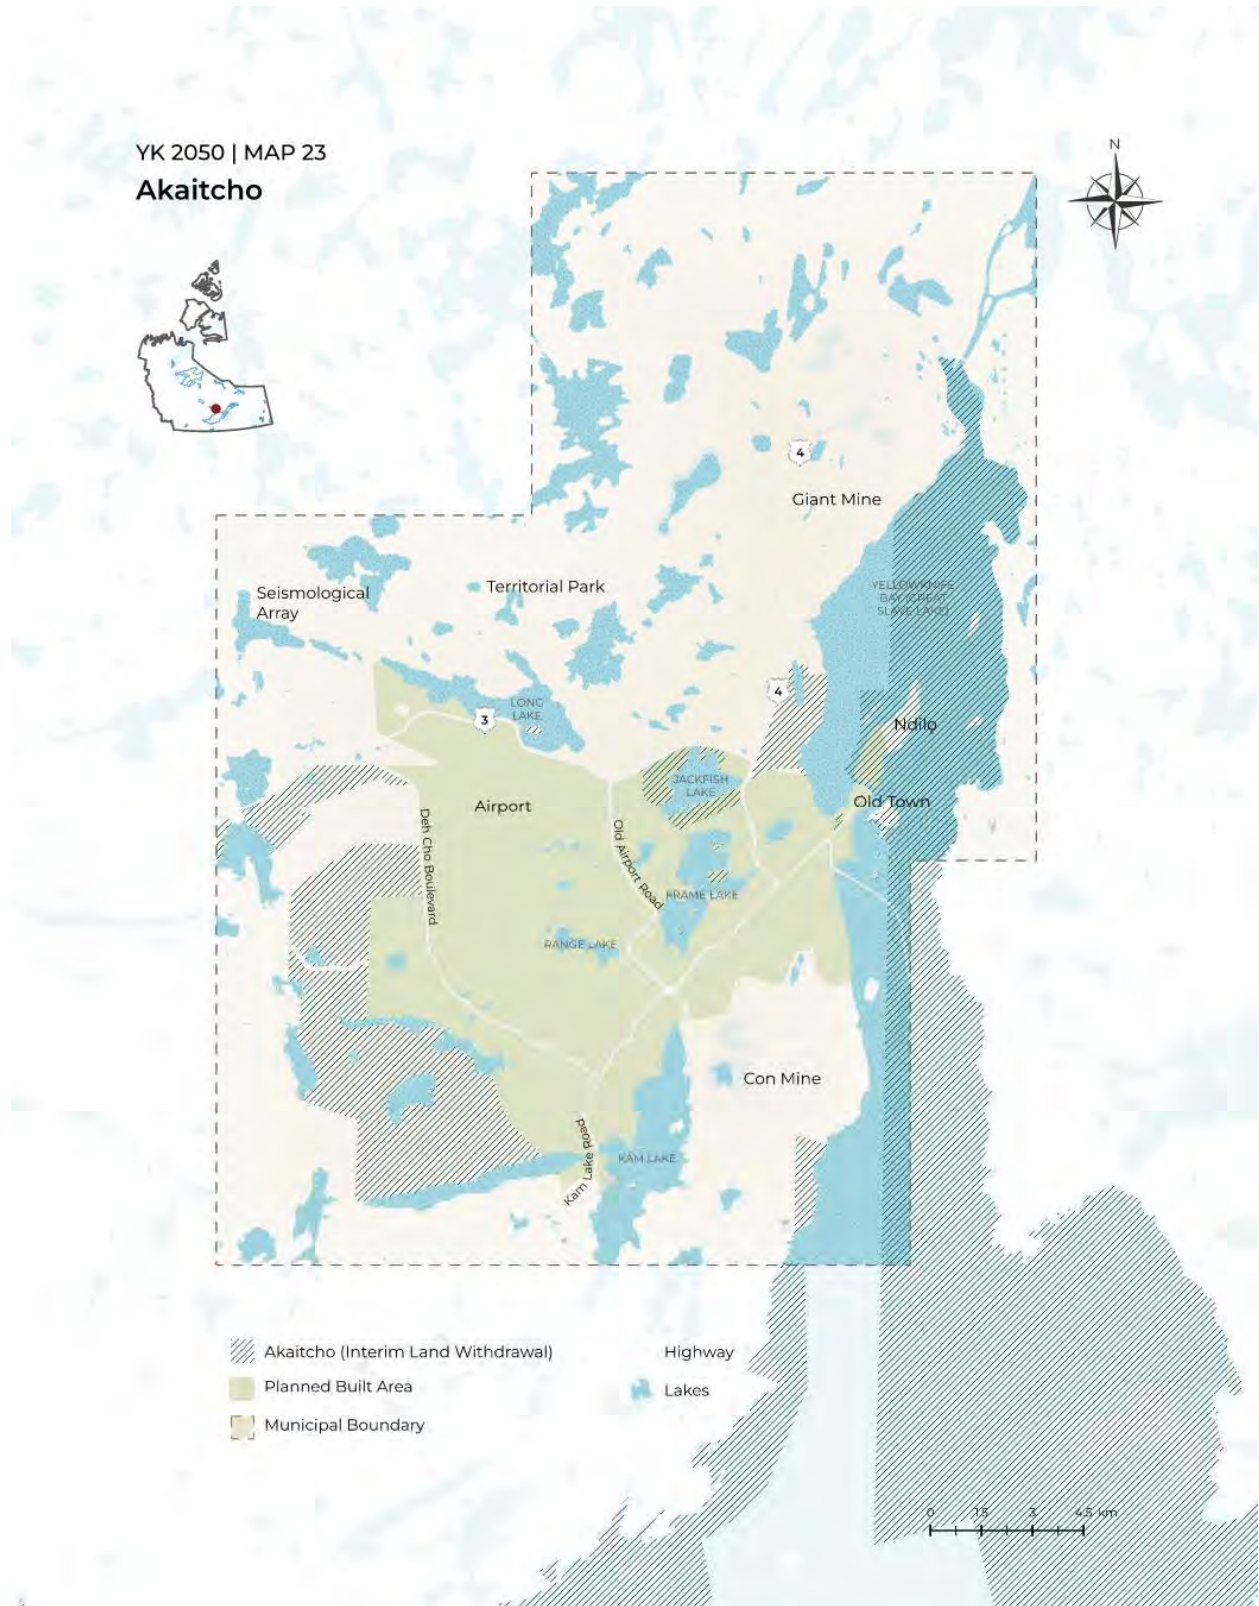 YK 2050 | MAP 23
Akaitcho
N
4
Giant Mine
Seismological
Array
Territorial Park
YELLOWKNIFE
BAY (GREAT
SLAVE LAKE)
4
LONG
LAKE
3
Ndilǫ
JACKFISH
LAKE
Airport
Old Town
Deh Cho Boulevard
Old Airport Road
FRAME LAKE
RANGE LAKE
Con Mine
Kam Lake Road
KAM LAKE
Akaitcho (Interim Land Withdrawal)
Planned Built Area
Municipal Boundary
Highway
Lakes
0 1.5 3 4.5 km